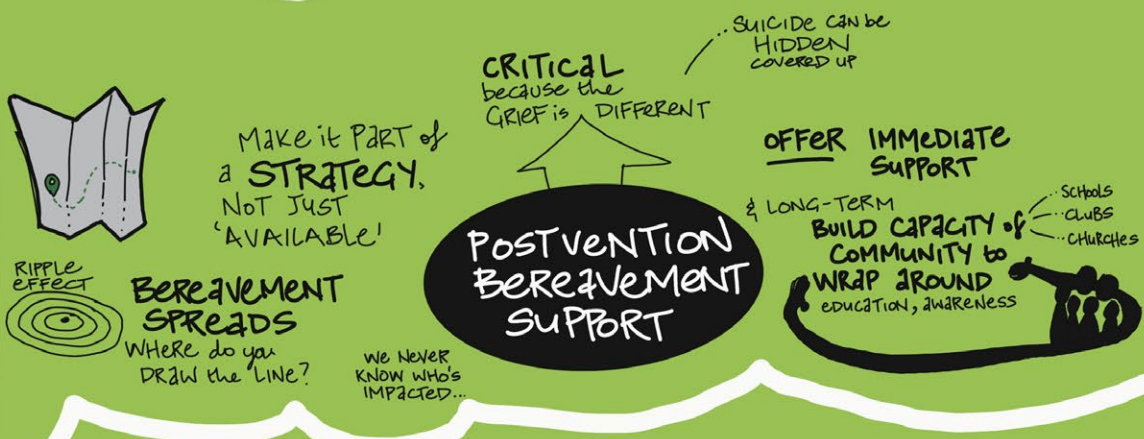 CRITICAL
because the
GRIEF is DIFFERENT
... SUICIDE CAN be
HIDDEN
COVERED UP
Make it PART of
a STRATEGY,
NOT JUST
'AVAILABLE'
OFFER IMMEDIATE
SUPPORT
& LONG-TERM
BUILD CAPACITY of
COMMUNITY to
WRAP AROUND
EDUCATION, AWARENESS
SCHOOLS
CLUBS
CHURCHES
POSTVENTION
BEREAVEMENT
SUPPORT
RIPPLE
EFFECT
BEREAVEMENT
SPREADS
WHERE do you
DRAW the LINE?
WE NEVER
KNOW WHO'S
IMPACTED...